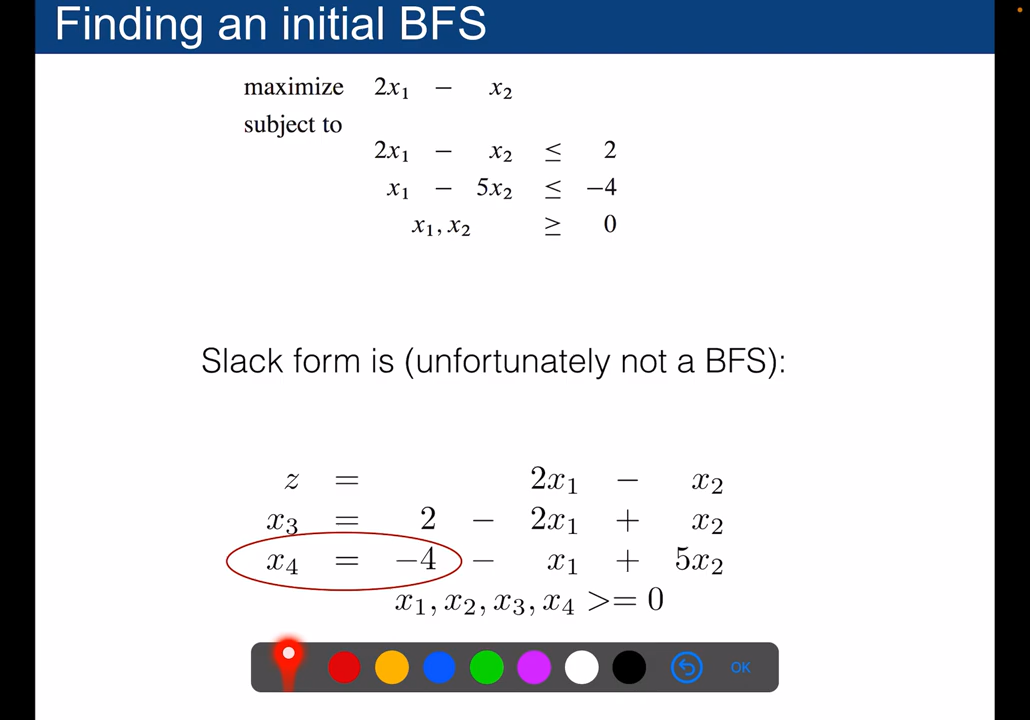 Finding an initial BFS
maximize 2x₁ − x₂
subject to
2x₁ − x₂ ≤ 2
x₁ − 5x₂ ≤ −4
x₁, x₂ ≥ 0
Slack form is (unfortunately not a BFS):
z = 2x₁ − x₂
x₃ = 2 − 2x₁ + x₂
x₄ = −4 − x₁ + 5x₂
x₁, x₂, x₃, x₄ >= 0
OK